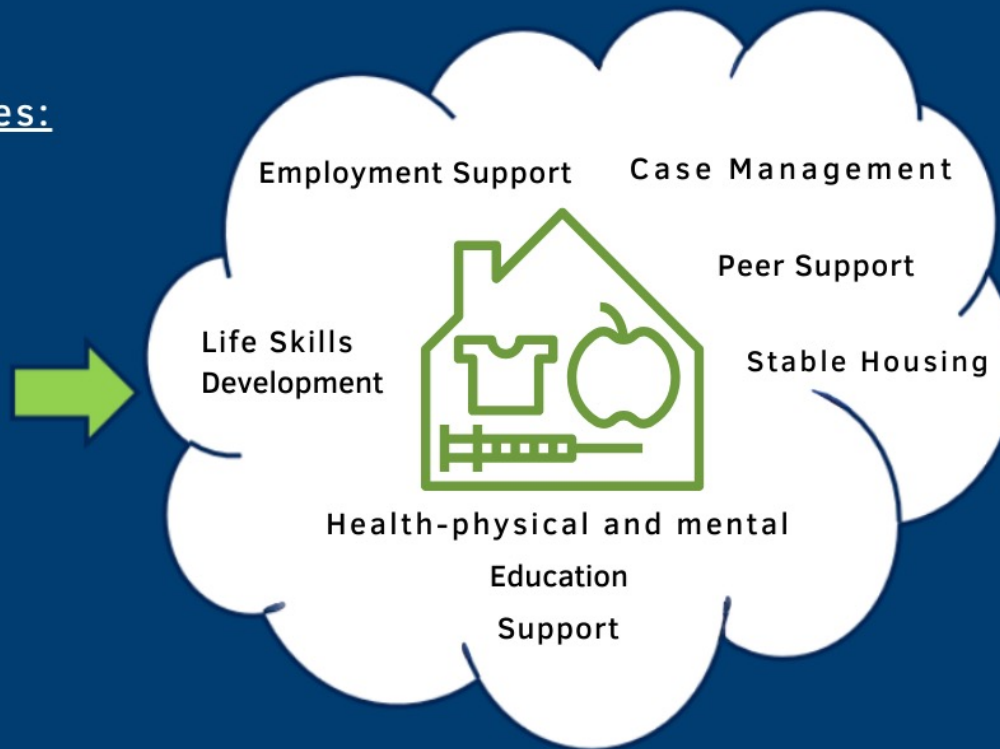 es:
Employment Support
Case Management
Peer Support
Life Skills
Development
Stable Housing
Health-physical and mental
Education
Support